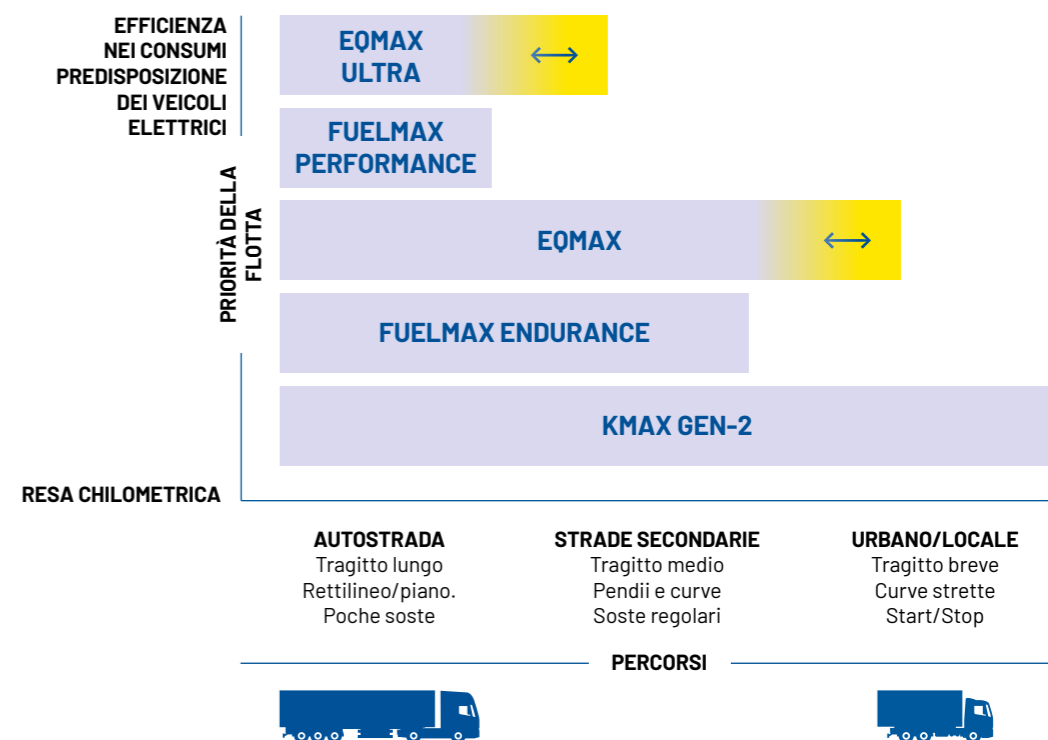 EFFICIENZA
NEI CONSUMI
PREDISPOSIZIONE
DEI VEICOLI
ELETTRICI
PRIORITÀ DELLA
FLOTTA
RESA CHILOMETRICA
EQMAX
ULTRA
FUELMAX
PERFORMANCE
EQMAX
FUELMAX ENDURANCE
KMAX GEN-2
AUTOSTRADA
Tragitto lungo
Rettilineo/piano.
Poche soste
STRADE SECONDARIE
Tragitto medio
Pendii e curve
Soste regolari
URBANO/LOCALE
Tragitto breve
Curve strette
Start/Stop
PERCORSI